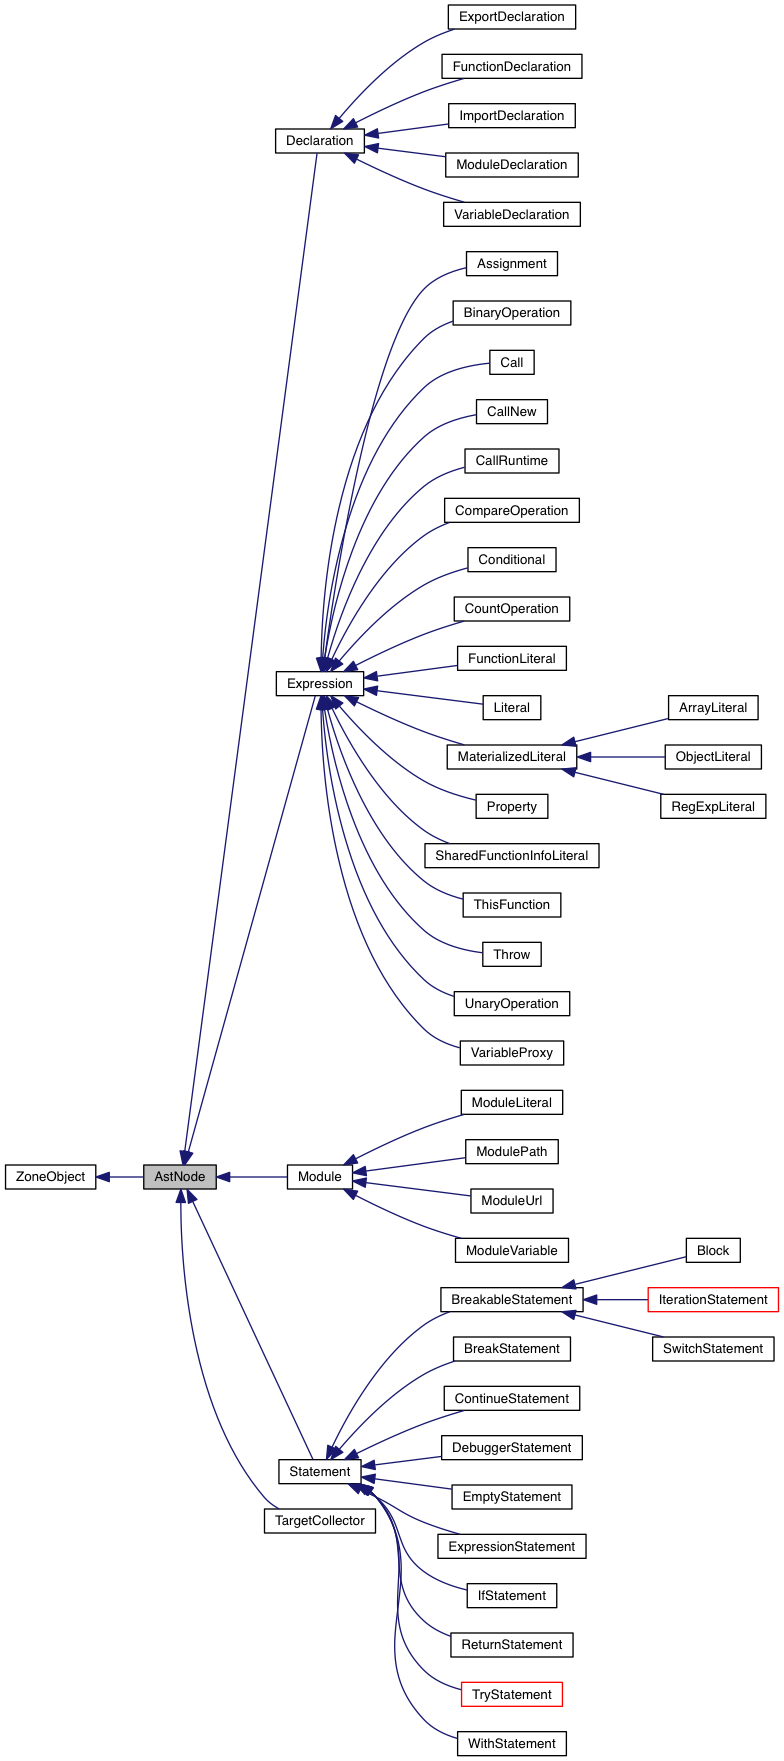 ExportDeclaration
FunctionDeclaration
ImportDeclaration
Declaration
ModuleDeclaration
VariableDeclaration
Assignment
BinaryOperation
Call
CallNew
CallRuntime
CompareOperation
Conditional
CountOperation
FunctionLiteral
Expression
Literal
ArrayLiteral
MaterializedLiteral
ObjectLiteral
Property
RegExpLiteral
SharedFunctionInfoLiteral
ThisFunction
Throw
UnaryOperation
VariableProxy
ModuleLiteral
ModulePath
ZoneObject
AstNode
Module
ModuleUrl
ModuleVariable
Block
BreakableStatement
IterationStatement
BreakStatement
SwitchStatement
ContinueStatement
DebuggerStatement
Statement
EmptyStatement
TargetCollector
ExpressionStatement
IfStatement
ReturnStatement
TryStatement
WithStatement